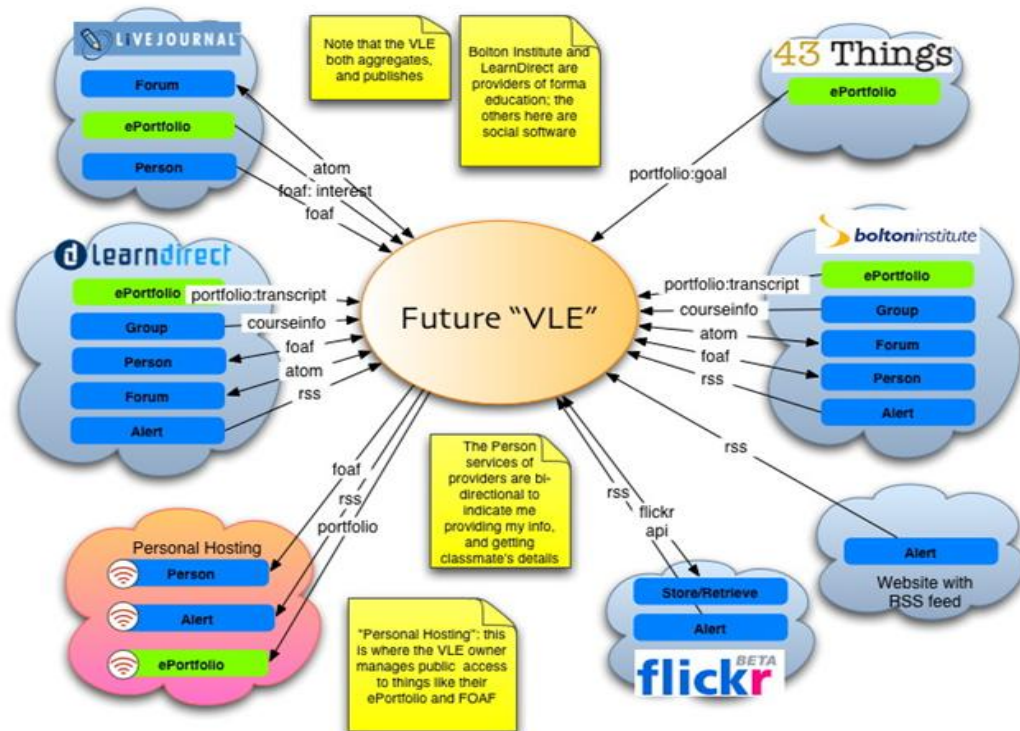 LiVEJOURNAL
Forum
ePortfolio
Person
atom
foaf: interest
foaf
Note that the VLE
both aggregates,
and publishes
Bolton Institute and
LearnDirect are
providers of forma
education; the
others here are
social software
43 Things
ePortfolio
portfolio:goal
learndirect
ePortfolio
Group
Person
Forum
Alert
portfolio:transcript
courseinfo
foaf
atom
rss
Future "VLE"
boltoninstitute
ePortfolio
Group
Forum
Person
Alert
portfolio:transcript
courseinfo
atom
foaf
rss
foaf
rss
portfolio
Personal Hosting
Person
Alert
ePortfolio
The Person
services of
providers are bi-
directional to
indicate me
providing my info,
and getting
classmate's details
"Personal Hosting": this
is where the VLE owner
manages public access
to things like their
ePortfolio and FOAF
rss
flickr
api
Store/Retrieve
Alert
flickr
BETA
rss
Alert
Website with
RSS feed